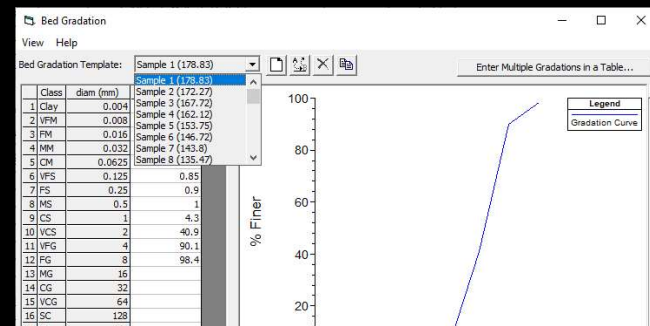 Bed Gradation
View Help
Bed Gradation Template: Sample 1 (178.83) Enter Multiple Gradations in a Table...
Sample 1 (178.83)
Sample 2 (172.27)
Sample 3 (167.72)
Sample 4 (162.12)
Sample 5 (153.75)
Sample 6 (146.72)
Sample 7 (143.8)
Sample 8 (135.47)
Class diam (mm)
1 Clay 0.004
2 VFM 0.008
3 FM 0.016
4 MM 0.032
5 CM 0.0625
6 VFS 0.125 0.85
7 FS 0.25 0.9
8 MS 0.5 1
9 CS 1 4.3
10 VCS 2 40.9
11 VFG 4 90.1
12 FG 8 98.4
13 MG 16
14 CG 32
15 VCG 64
16 SC 128
% Finer
100
80
60
40
20
Legend
Gradation Curve